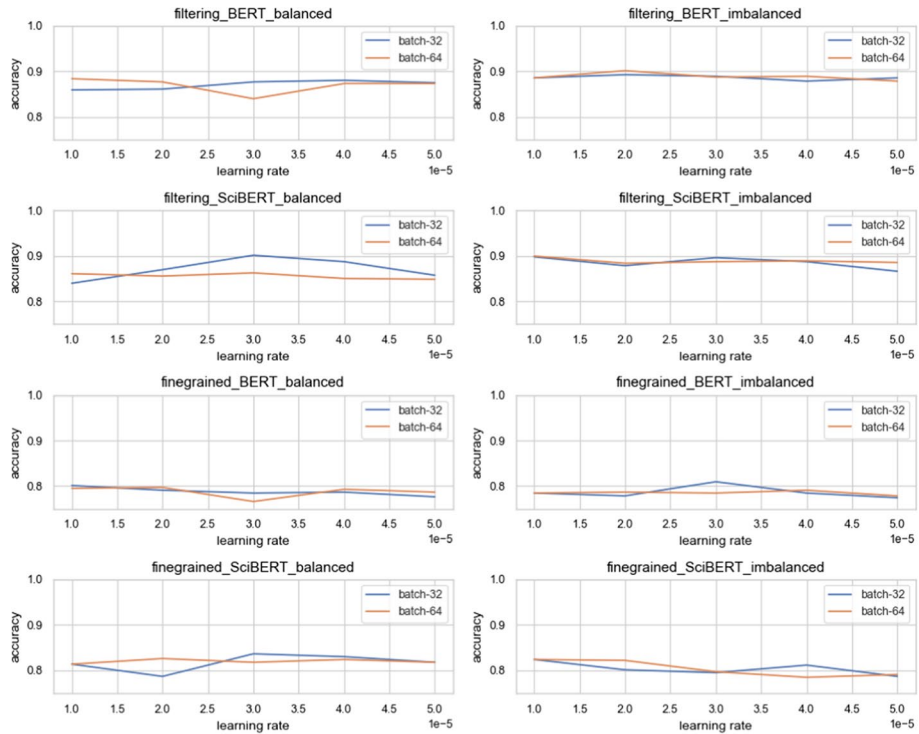 filtering_BERT_balanced
1.0
0.9
0.8
accuracy
batch-32
batch-64
1.0 1.5 2.0 2.5 3.0 3.5 4.0 4.5 5.0
learning rate
1e-5
filtering_BERT_imbalanced
1.0
0.9
0.8
accuracy
batch-32
batch-64
1.0 1.5 2.0 2.5 3.0 3.5 4.0 4.5 5.0
learning rate
1e-5
filtering_SciBERT_balanced
1.0
0.9
0.8
accuracy
batch-32
batch-64
1.0 1.5 2.0 2.5 3.0 3.5 4.0 4.5 5.0
learning rate
1e-5
filtering_SciBERT_imbalanced
1.0
0.9
0.8
accuracy
batch-32
batch-64
1.0 1.5 2.0 2.5 3.0 3.5 4.0 4.5 5.0
learning rate
1e-5
finegrained_BERT_balanced
1.0
0.9
0.8
accuracy
batch-32
batch-64
1.0 1.5 2.0 2.5 3.0 3.5 4.0 4.5 5.0
learning rate
1e-5
finegrained_BERT_imbalanced
1.0
0.9
0.8
accuracy
batch-32
batch-64
1.0 1.5 2.0 2.5 3.0 3.5 4.0 4.5 5.0
learning rate
1e-5
finegrained_SciBERT_balanced
1.0
0.9
0.8
accuracy
batch-32
batch-64
1.0 1.5 2.0 2.5 3.0 3.5 4.0 4.5 5.0
learning rate
1e-5
finegrained_SciBERT_imbalanced
1.0
0.9
0.8
accuracy
batch-32
batch-64
1.0 1.5 2.0 2.5 3.0 3.5 4.0 4.5 5.0
learning rate
1e-5